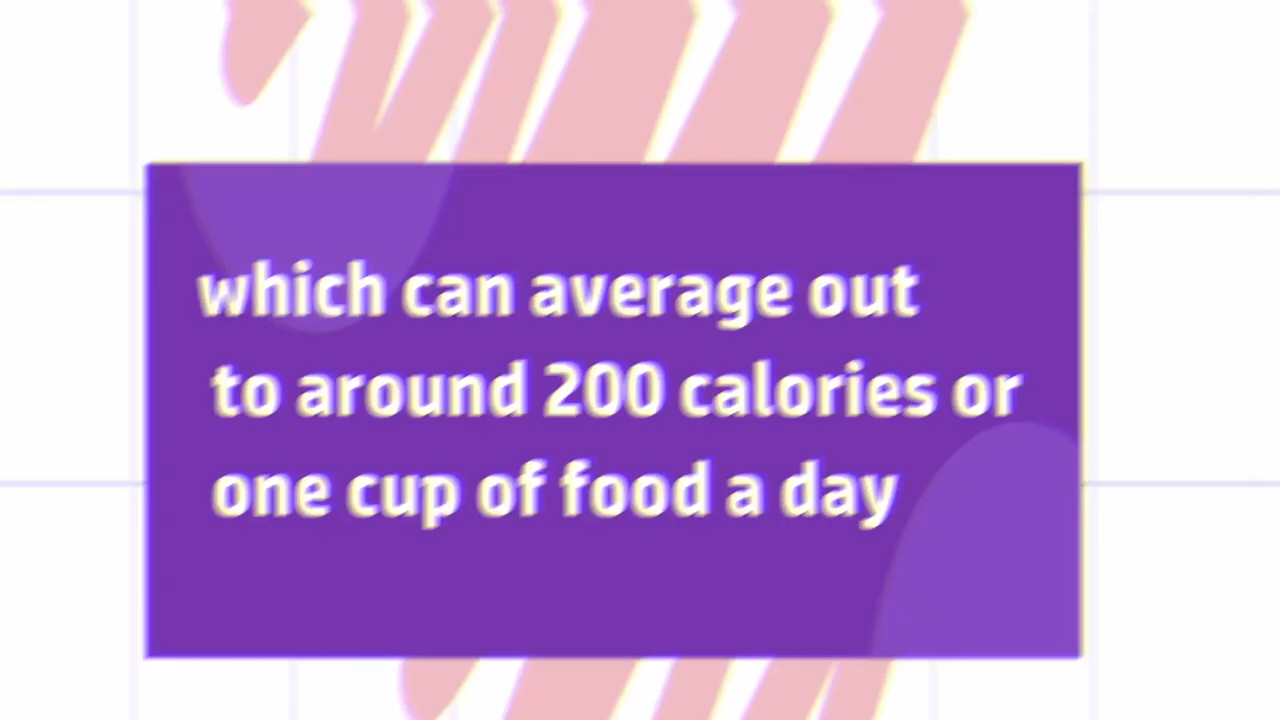 which can average out
to around 200 calories or
one cup of food a day